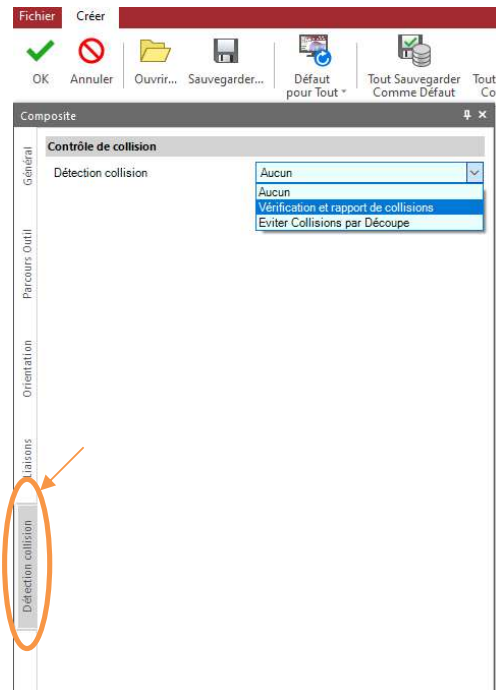 Fichier Créer
OK Annuler Ouvrir... Sauvegarder... Défaut pour Tout Tout Sauvegarder Comme Défaut Tout Co
Composite
Général
Contrôle de collision
Détection collision Aucun
Aucun
Vérification et rapport de collisions
Eviter Collisions par Découpe
Parcours Outil
Orientation
Liaisons
Détection collision